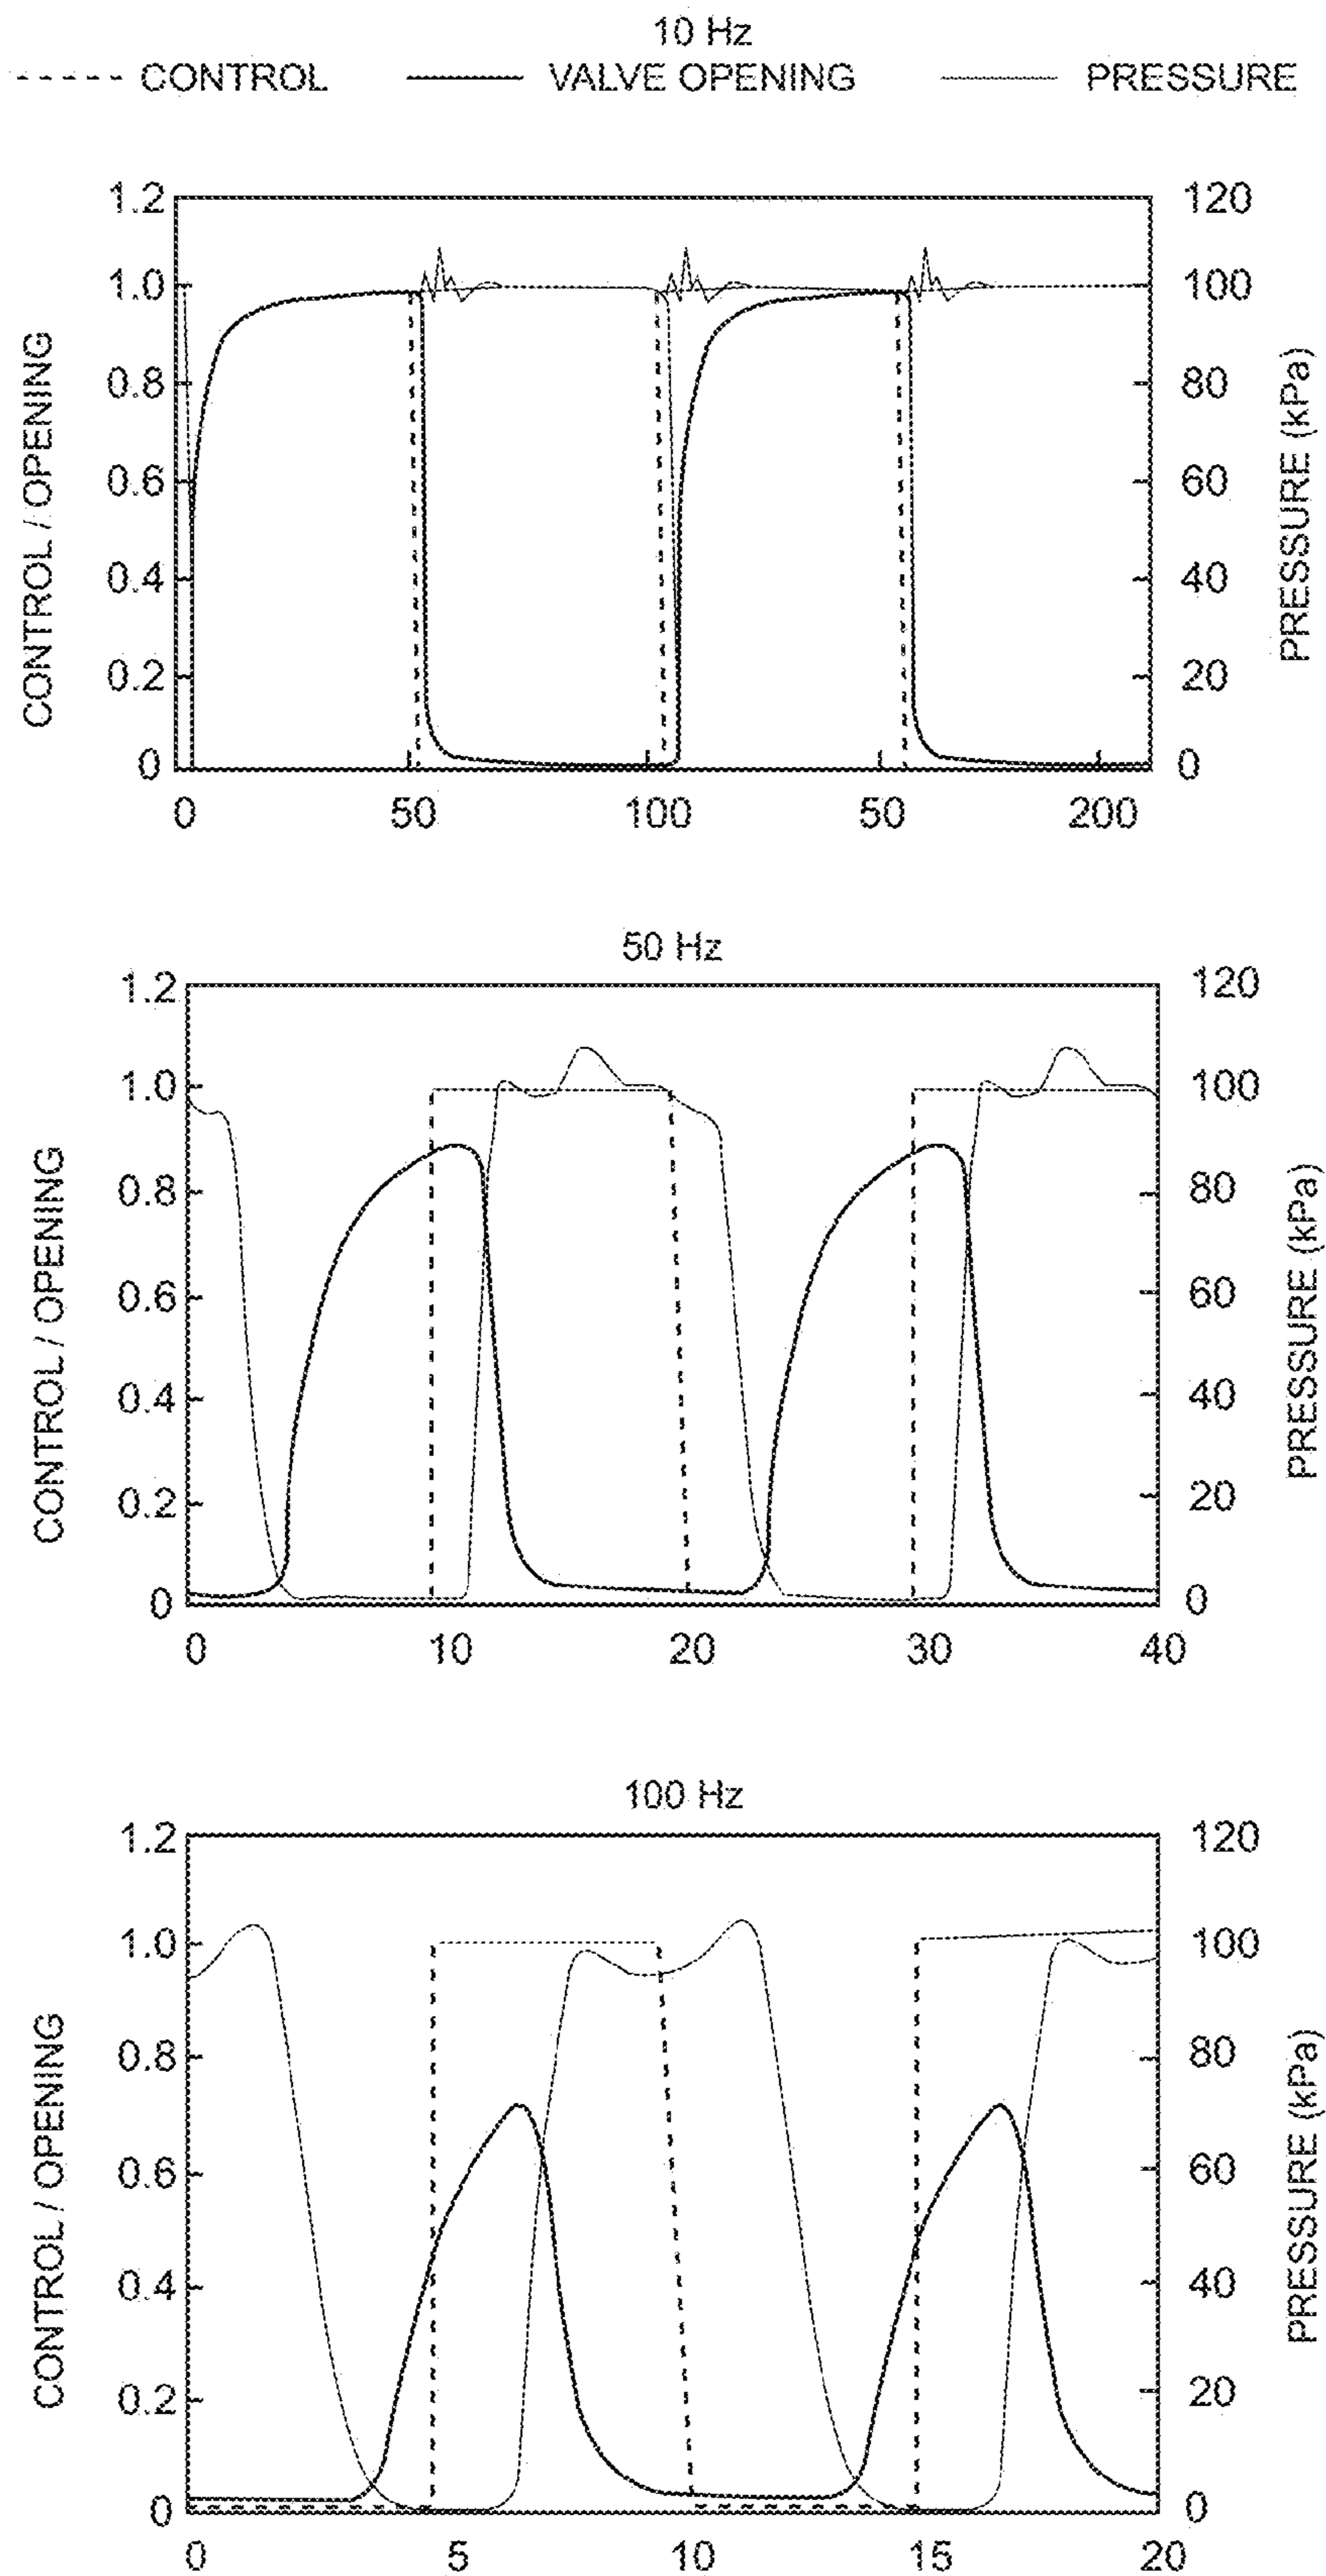 10 Hz
CONTROL VALVE OPENING PRESSURE
1.2 120
1.0 100
0.8 80
0.6 60
0.4 40
0.2 20
0 0
CONTROL / OPENING
PRESSURE (kPa)
0 50 100 50 200
50 Hz
1.2 120
1.0 100
0.8 80
0.6 60
0.4 40
0.2 20
0 0
CONTROL / OPENING
PRESSURE (kPa)
0 10 20 30 40
100 Hz
1.2 120
1.0 100
0.8 80
0.6 60
0.4 40
0.2 20
0 0
CONTROL / OPENING
PRESSURE (kPa)
0 5 10 15 20